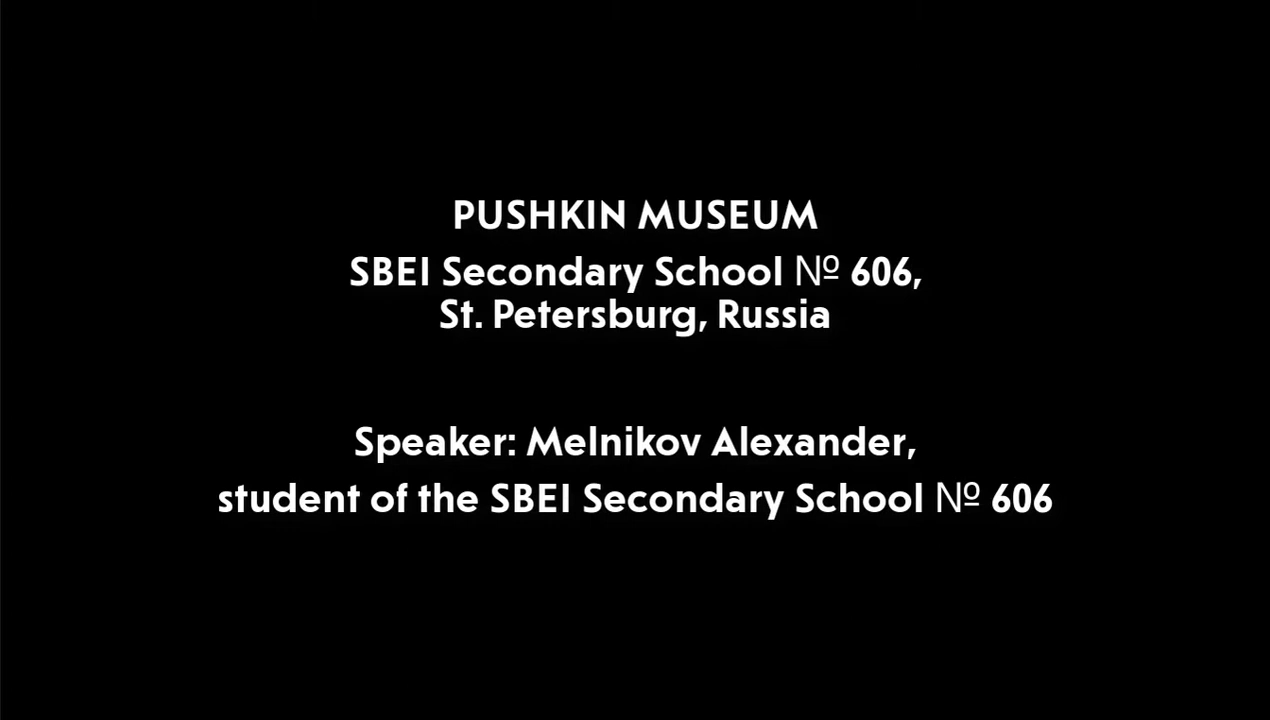 PUSHKIN MUSEUM
SBEI Secondary School № 606,
St. Petersburg, Russia
Speaker: Melnikov Alexander,
student of the SBEI Secondary School № 606